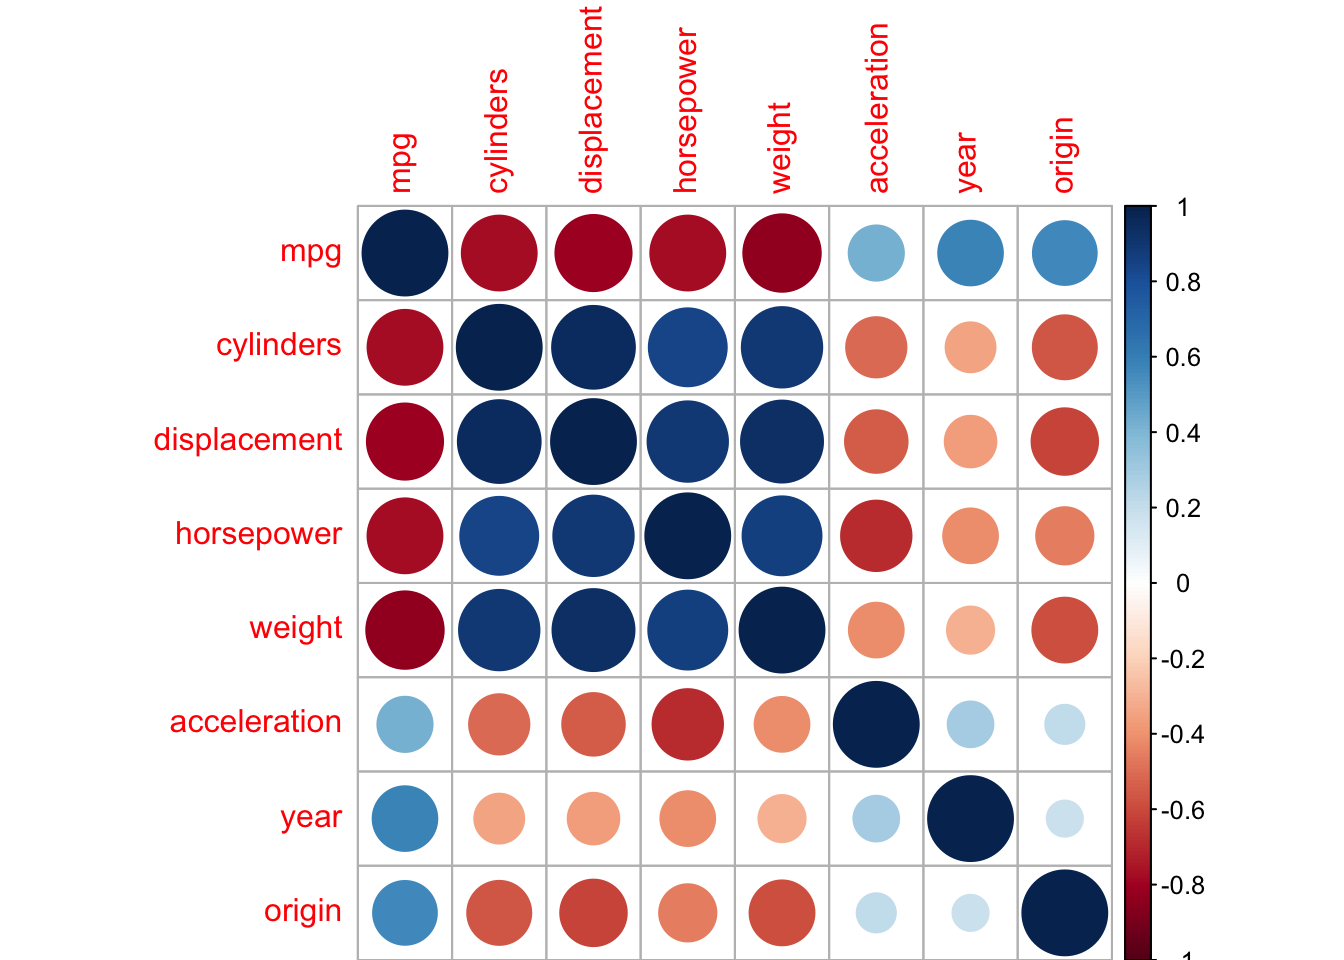 mpg
cylinders
displacement
horsepower
weight
acceleration
year
origin
mpg
cylinders
displacement
horsepower
weight
acceleration
year
origin
1
0.8
0.6
0.4
0.2
0
-0.2
-0.4
-0.6
-0.8